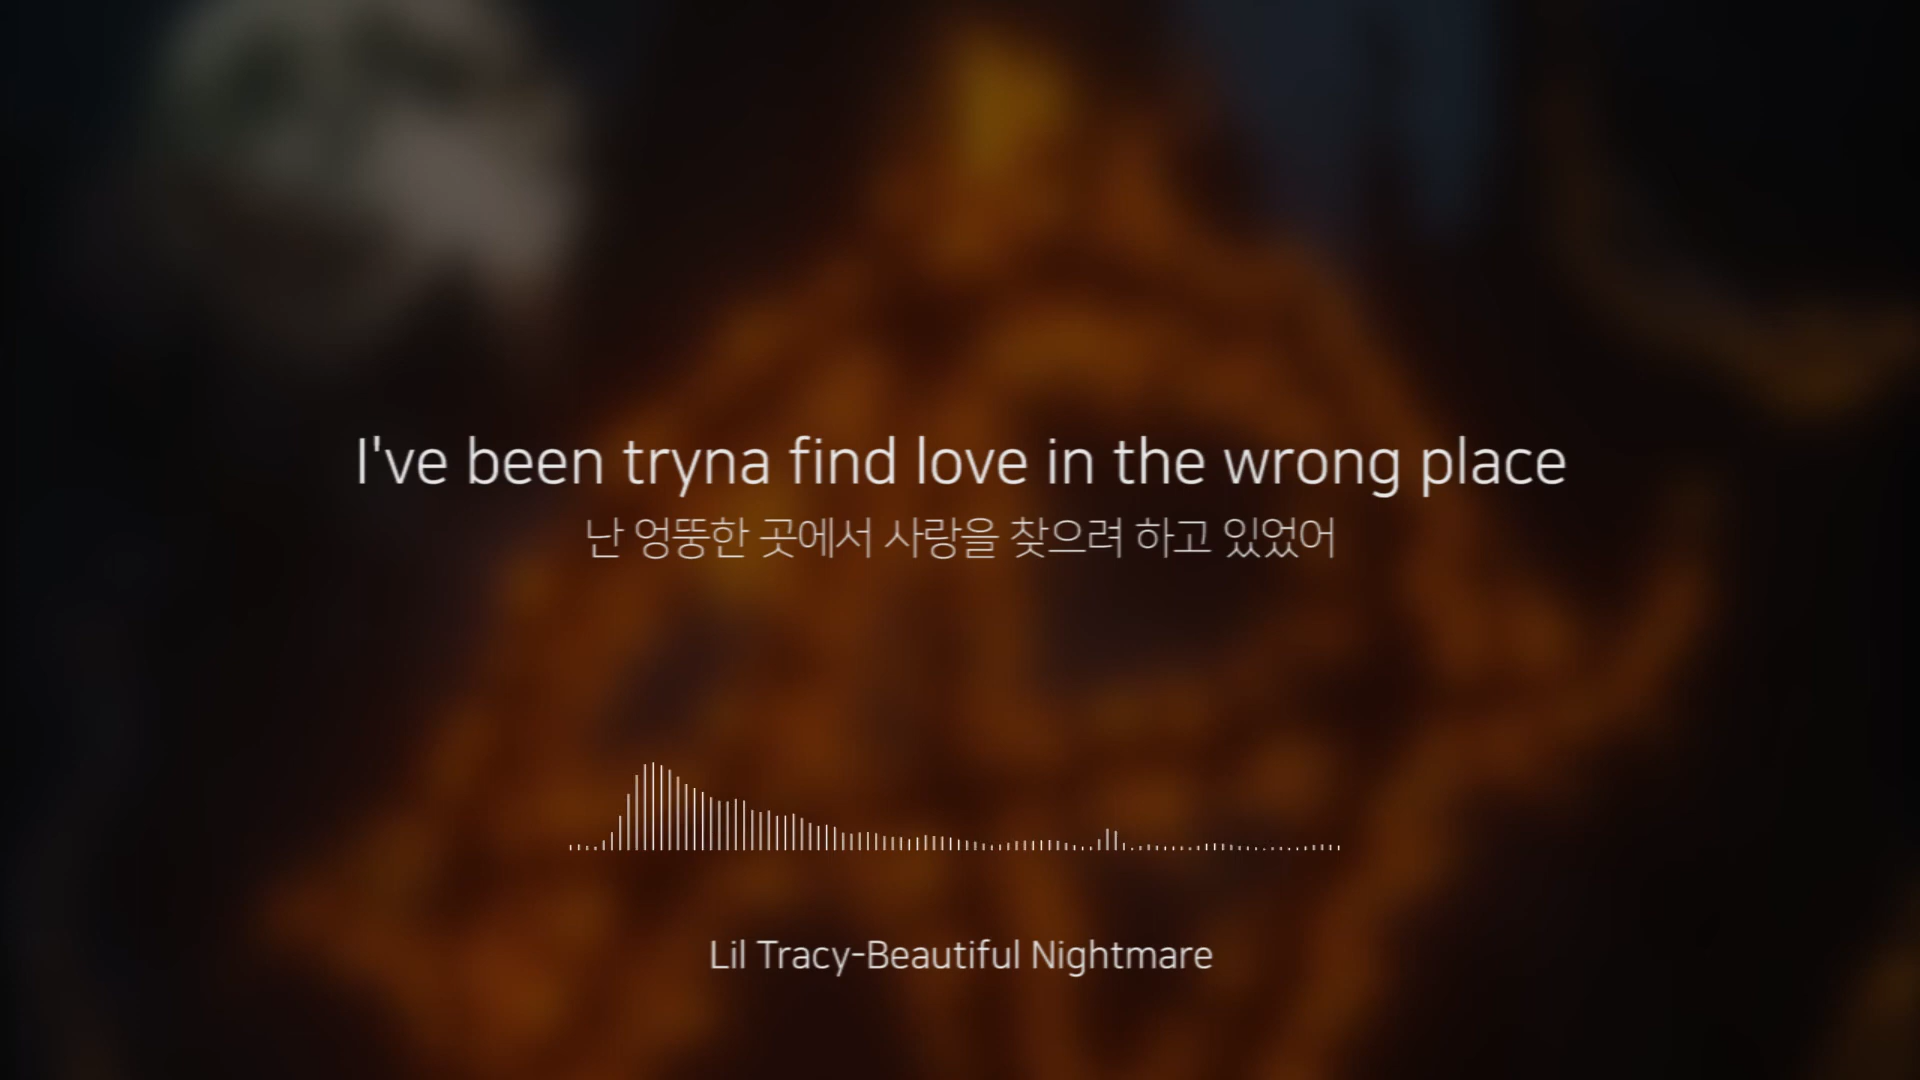 I've been tryna find love in the wrong place
난 엉뚱한 곳에서 사랑을 찾으려 하고 있었어
Lil Tracy-Beautiful Nightmare